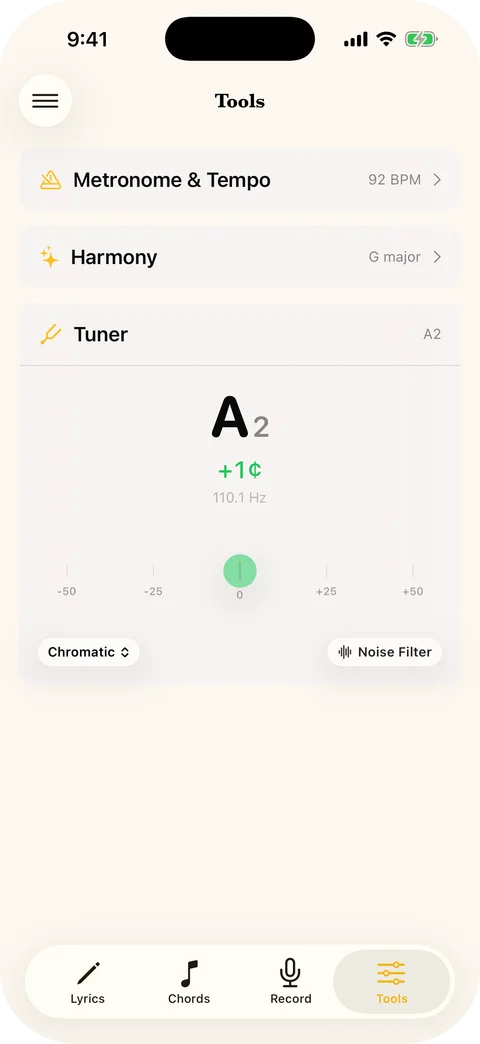 9:41
Tools
Metronome & Tempo 92 BPM
Harmony G major
Tuner A2
A2
+1¢
110.1 Hz
-50 -25 0 +25 +50
Chromatic Noise Filter
Lyrics Chords Record Tools